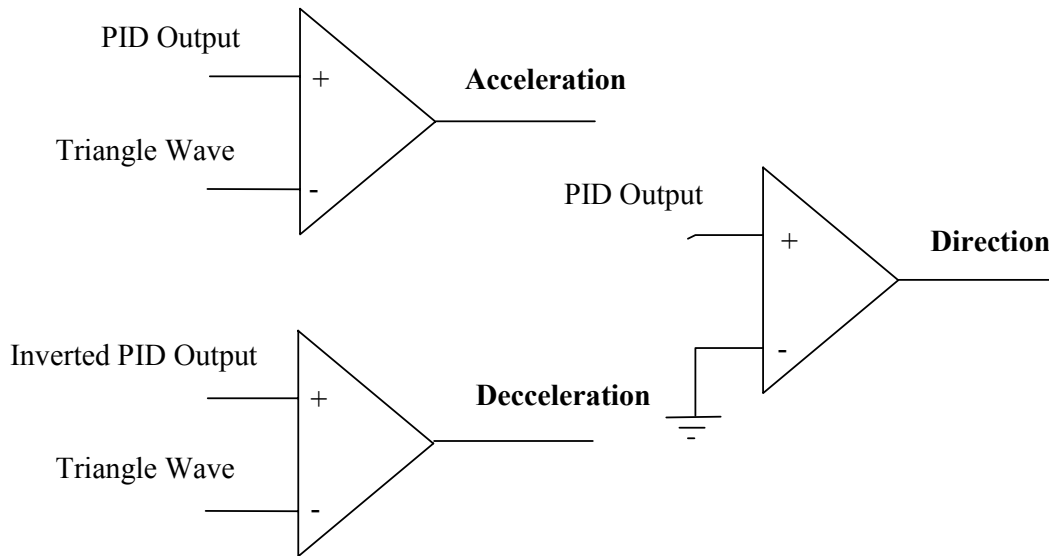 PID Output
+
Acceleration
Triangle Wave
-
PID Output
+
Direction
-
Inverted PID Output
+
Decceleration
Triangle Wave
-